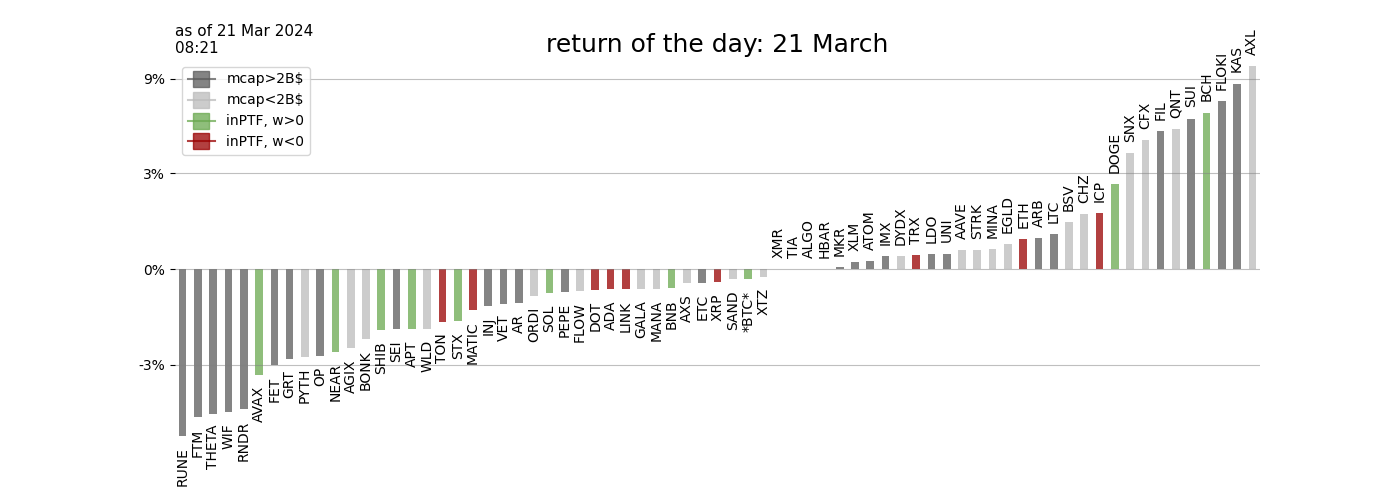 as of 21 Mar 2024
08:21
return of the day: 21 March
mcap>2B$
mcap<2B$
inPTF, w>0
inPTF, w<0
9%
3%
0%
-3%
RUNE
FTM
THETA
WIF
RNDR
AVAX
FET
GRT
PYTH
OP
NEAR
AGIX
BONK
SHIB
SEI
APT
WLD
TON
STX
MATIC
INJ
VET
AR
ORDI
SOL
PEPE
FLOW
DOT
ADA
LINK
GALA
MANA
BNB
AXS
ETC
XRP
SAND
*BTC*
XTZ
XMR
TIA
ALGO
HBAR
MKR
XLM
ATOM
IMX
DYDX
TRX
LDO
UNI
AAVE
STRK
MINA
EGLD
ETH
ARB
LTC
BSV
CHZ
ICP
DOGE
SNX
CFX
FIL
QNT
SUI
BCH
FLOKI
KAS
AXL